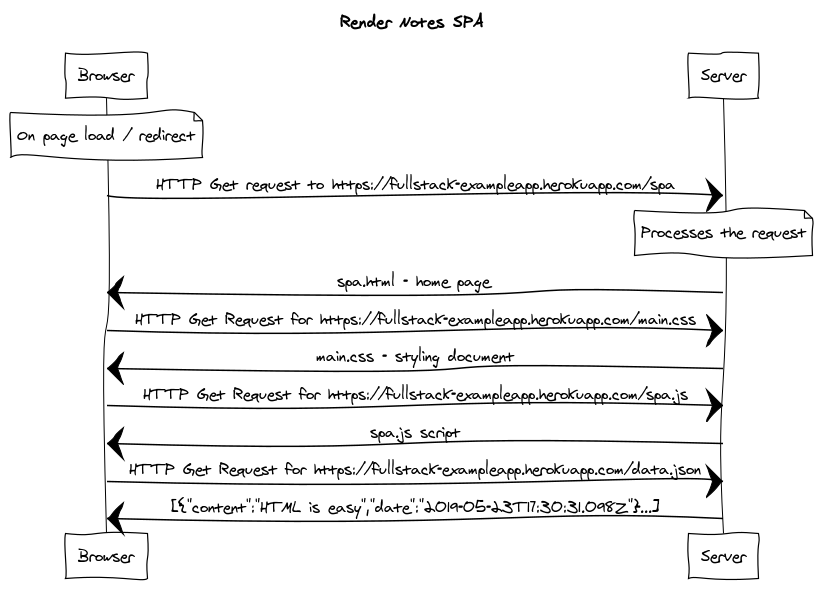 Render Notes SPA
Browser
Server
On page load / redirect
HTTP Get request to https://fullstack-exampleapp.herokuapp.com/spa
Processes the request
spa.html - home page
HTTP Get Request for https://fullstack-exampleapp.herokuapp.com/main.css
main.css - styling document
HTTP Get Request for https://fullstack-exampleapp.herokuapp.com/spa.js
spa.js script
HTTP Get Request for https://fullstack-exampleapp.herokuapp.com/data.json
[{"content":"HTML is easy","date":"2019-05-23T17:30:31.098Z"}...]
Browser
Server